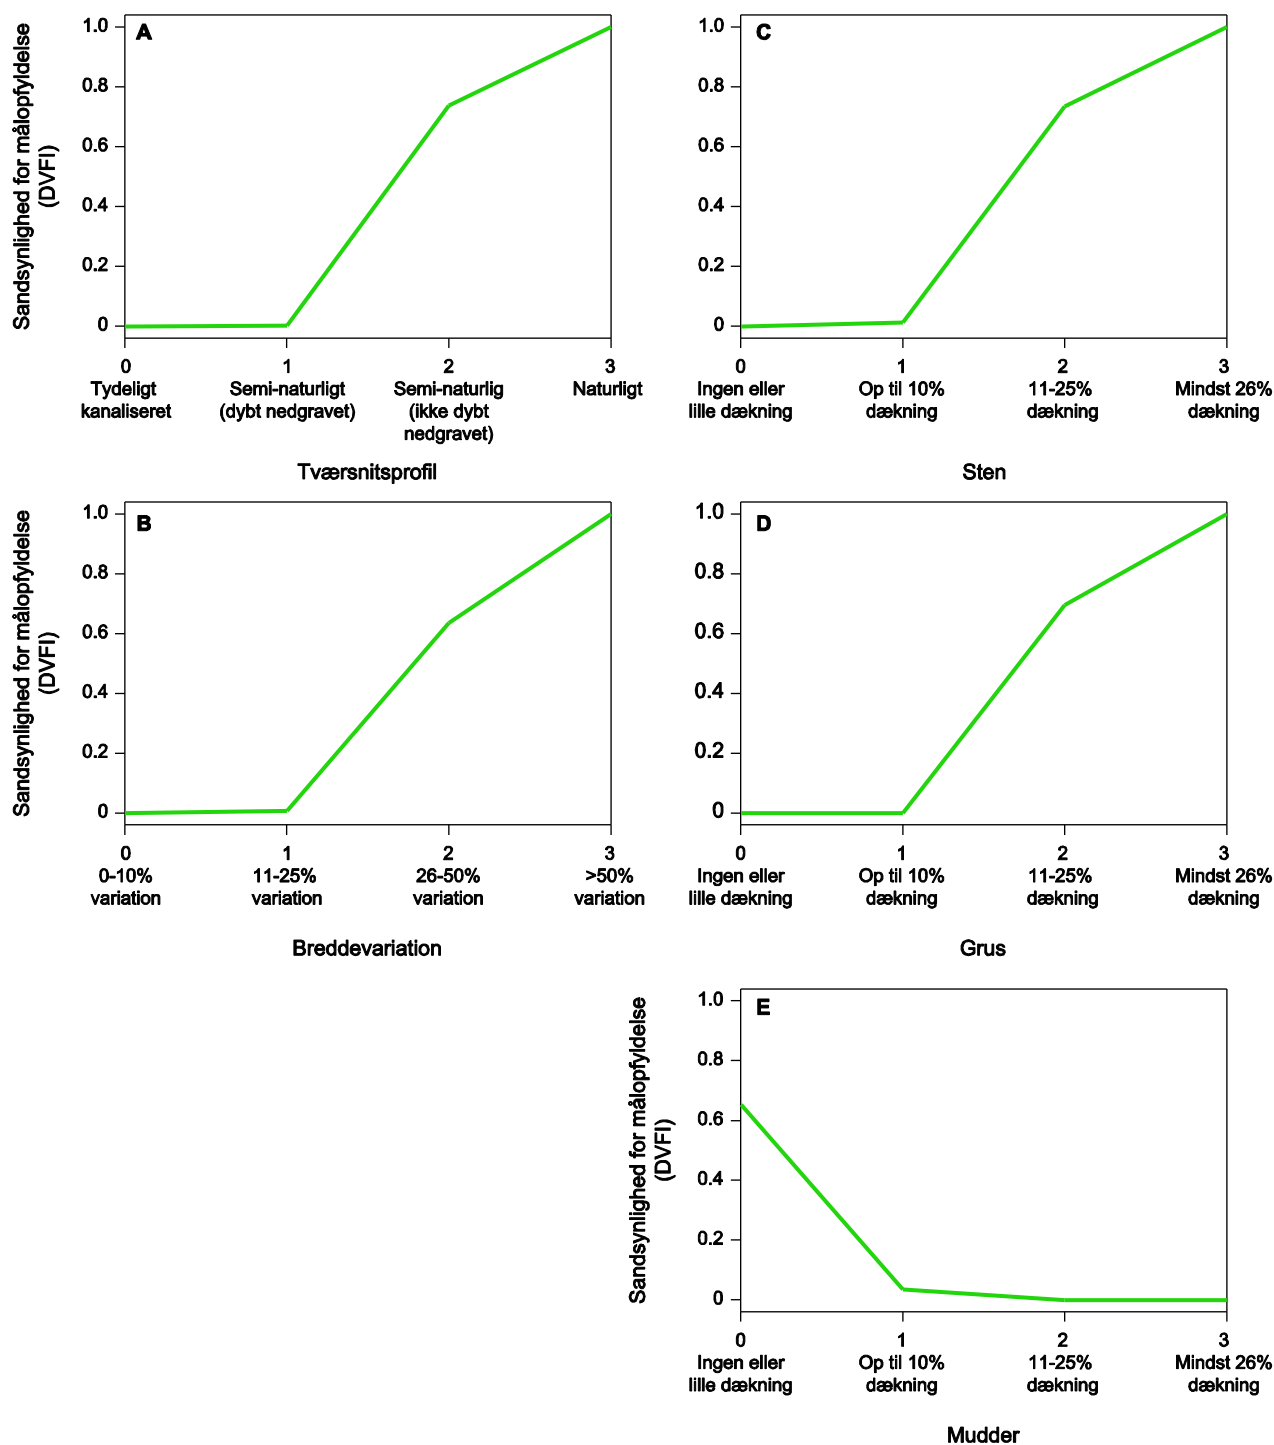 A
Sandsynlighed for målopfyldelse
(DVFI)
1.0
0.8
0.6
0.4
0.2
0
0 1 2 3
Tydeligt Semi-naturligt Semi-naturlig Naturligt
kanaliseret (dybt nedgravet) (ikke dybt
nedgravet)
Tværsnitsprofil
C
1.0
0.8
0.6
0.4
0.2
0
0 1 2 3
Ingen eller Op til 10% 11-25% Mindst 26%
lille dækning dækning dækning dækning
Sten
B
Sandsynlighed for målopfyldelse
(DVFI)
1.0
0.8
0.6
0.4
0.2
0
0 1 2 3
0-10% 11-25% 26-50% >50%
variation variation variation variation
Breddevariation
D
1.0
0.8
0.6
0.4
0.2
0
0 1 2 3
Ingen eller Op til 10% 11-25% Mindst 26%
lille dækning dækning dækning dækning
Grus
E
Sandsynlighed for målopfyldelse
(DVFI)
1.0
0.8
0.6
0.4
0.2
0
0 1 2 3
Ingen eller Op til 10% 11-25% Mindst 26%
lille dækning dækning dækning dækning
Mudder